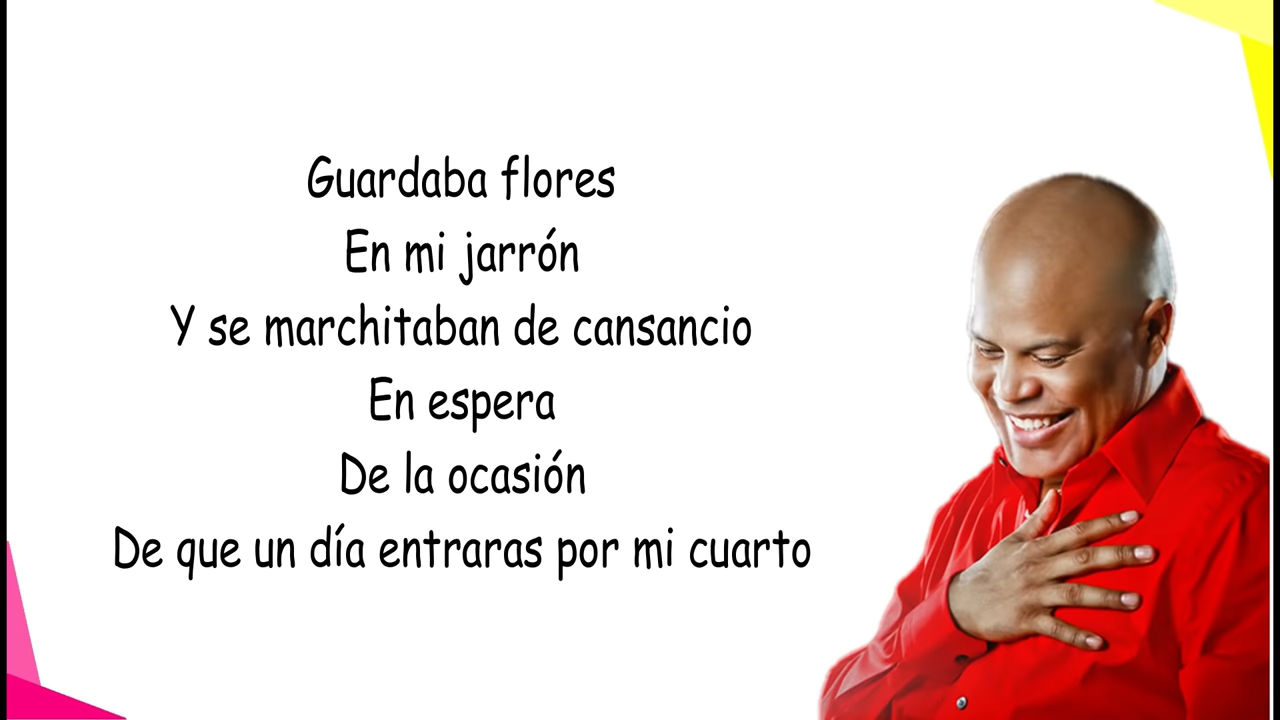 Guardaba flores
En mi jarrón
Y se marchitaban de cansancio
En espera
De la ocasión
De que un día entraras por mi cuarto